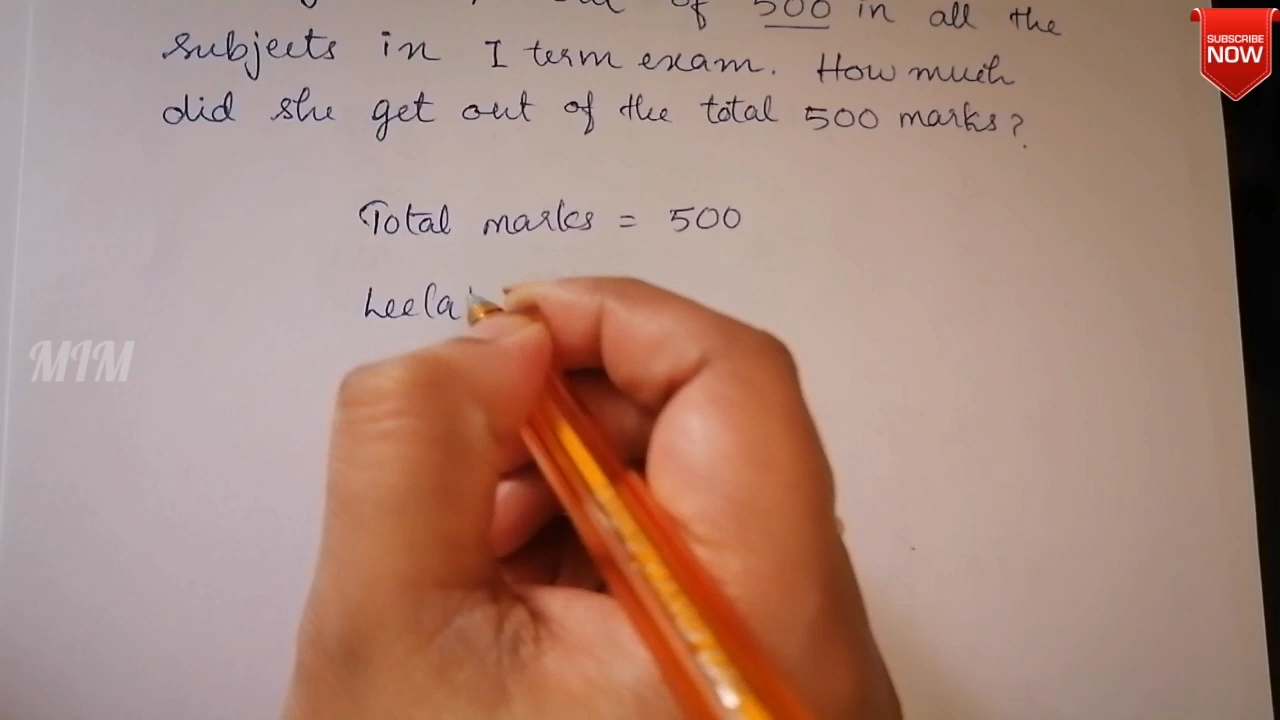 of 500 in all the
subjects in I term exam. How much
did she get out of the total 500 marks?
Total marks = 500
Leela
MIM
SUBSCRIBE
NOW